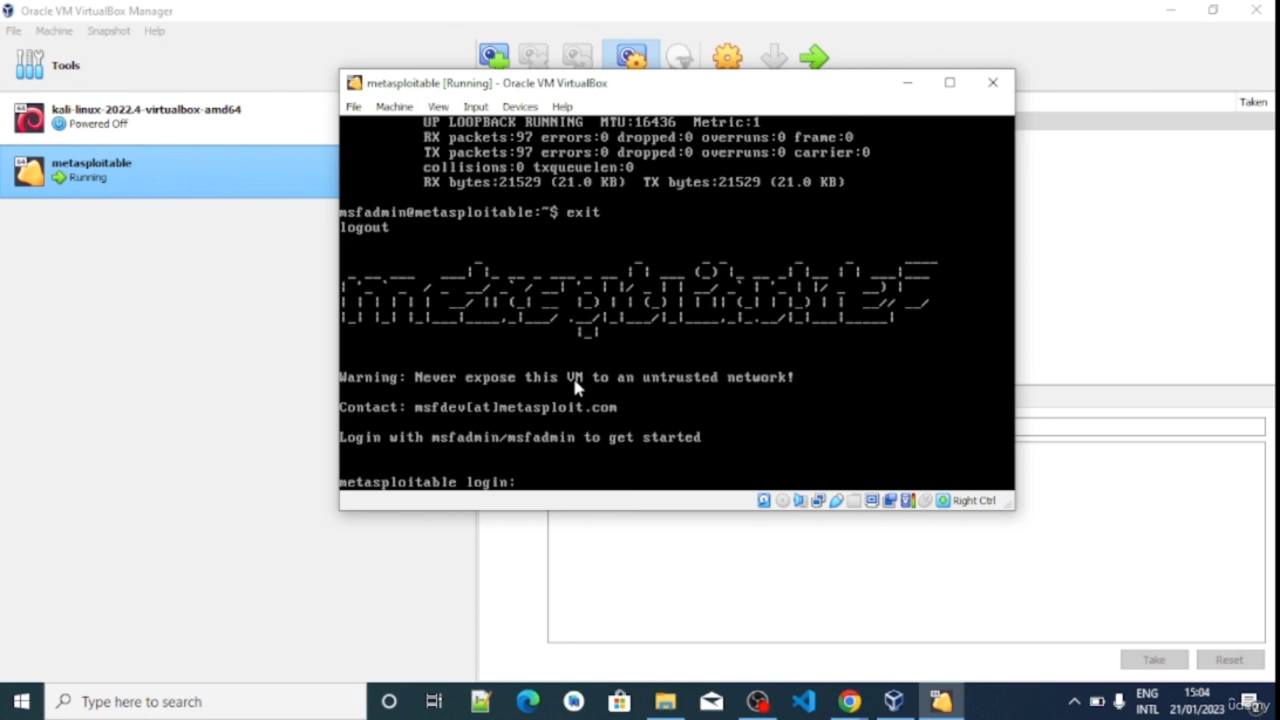 Oracle VM VirtualBox Manager
File Machine Snapshot Help
Tools
Taken
kali-linux-2022.4-virtualbox-amd64
Powered Off
metasploitable
Running
metasploitable [Running] - Oracle VM VirtualBox
File Machine View Input Devices Help
UP LOOPBACK RUNNING MTU:16436 Metric:1
RX packets:97 errors:0 dropped:0 overruns:0 frame:0
TX packets:97 errors:0 dropped:0 overruns:0 carrier:0
collisions:0 txqueuelen:0
RX bytes:21529 (21.0 KB) TX bytes:21529 (21.0 KB)
msfadmin@metasploitable:~$ exit
logout
metasploitable2
Warning: Never expose this VM to an untrusted network!
Contact: msfdev[at]metasploit.com
Login with msfadmin/msfadmin to get started
metasploitable login:
Right Ctrl
Take Reset
Type here to search
ENG
INTL
15:04
21/01/2023
ûdemy